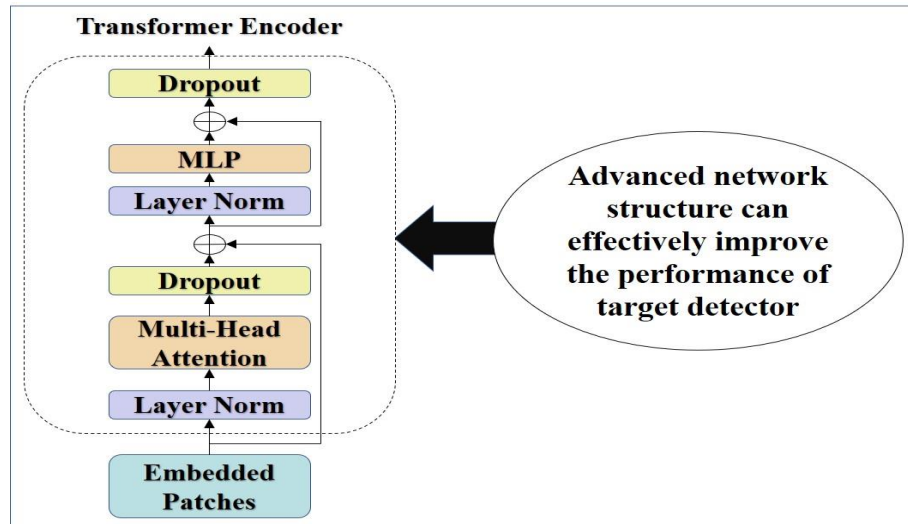 Transformer Encoder
Dropout
MLP
Layer Norm
Dropout
Multi-Head
Attention
Layer Norm
Embedded
Patches
Advanced network
structure can
effectively improve
the performance of
target detector